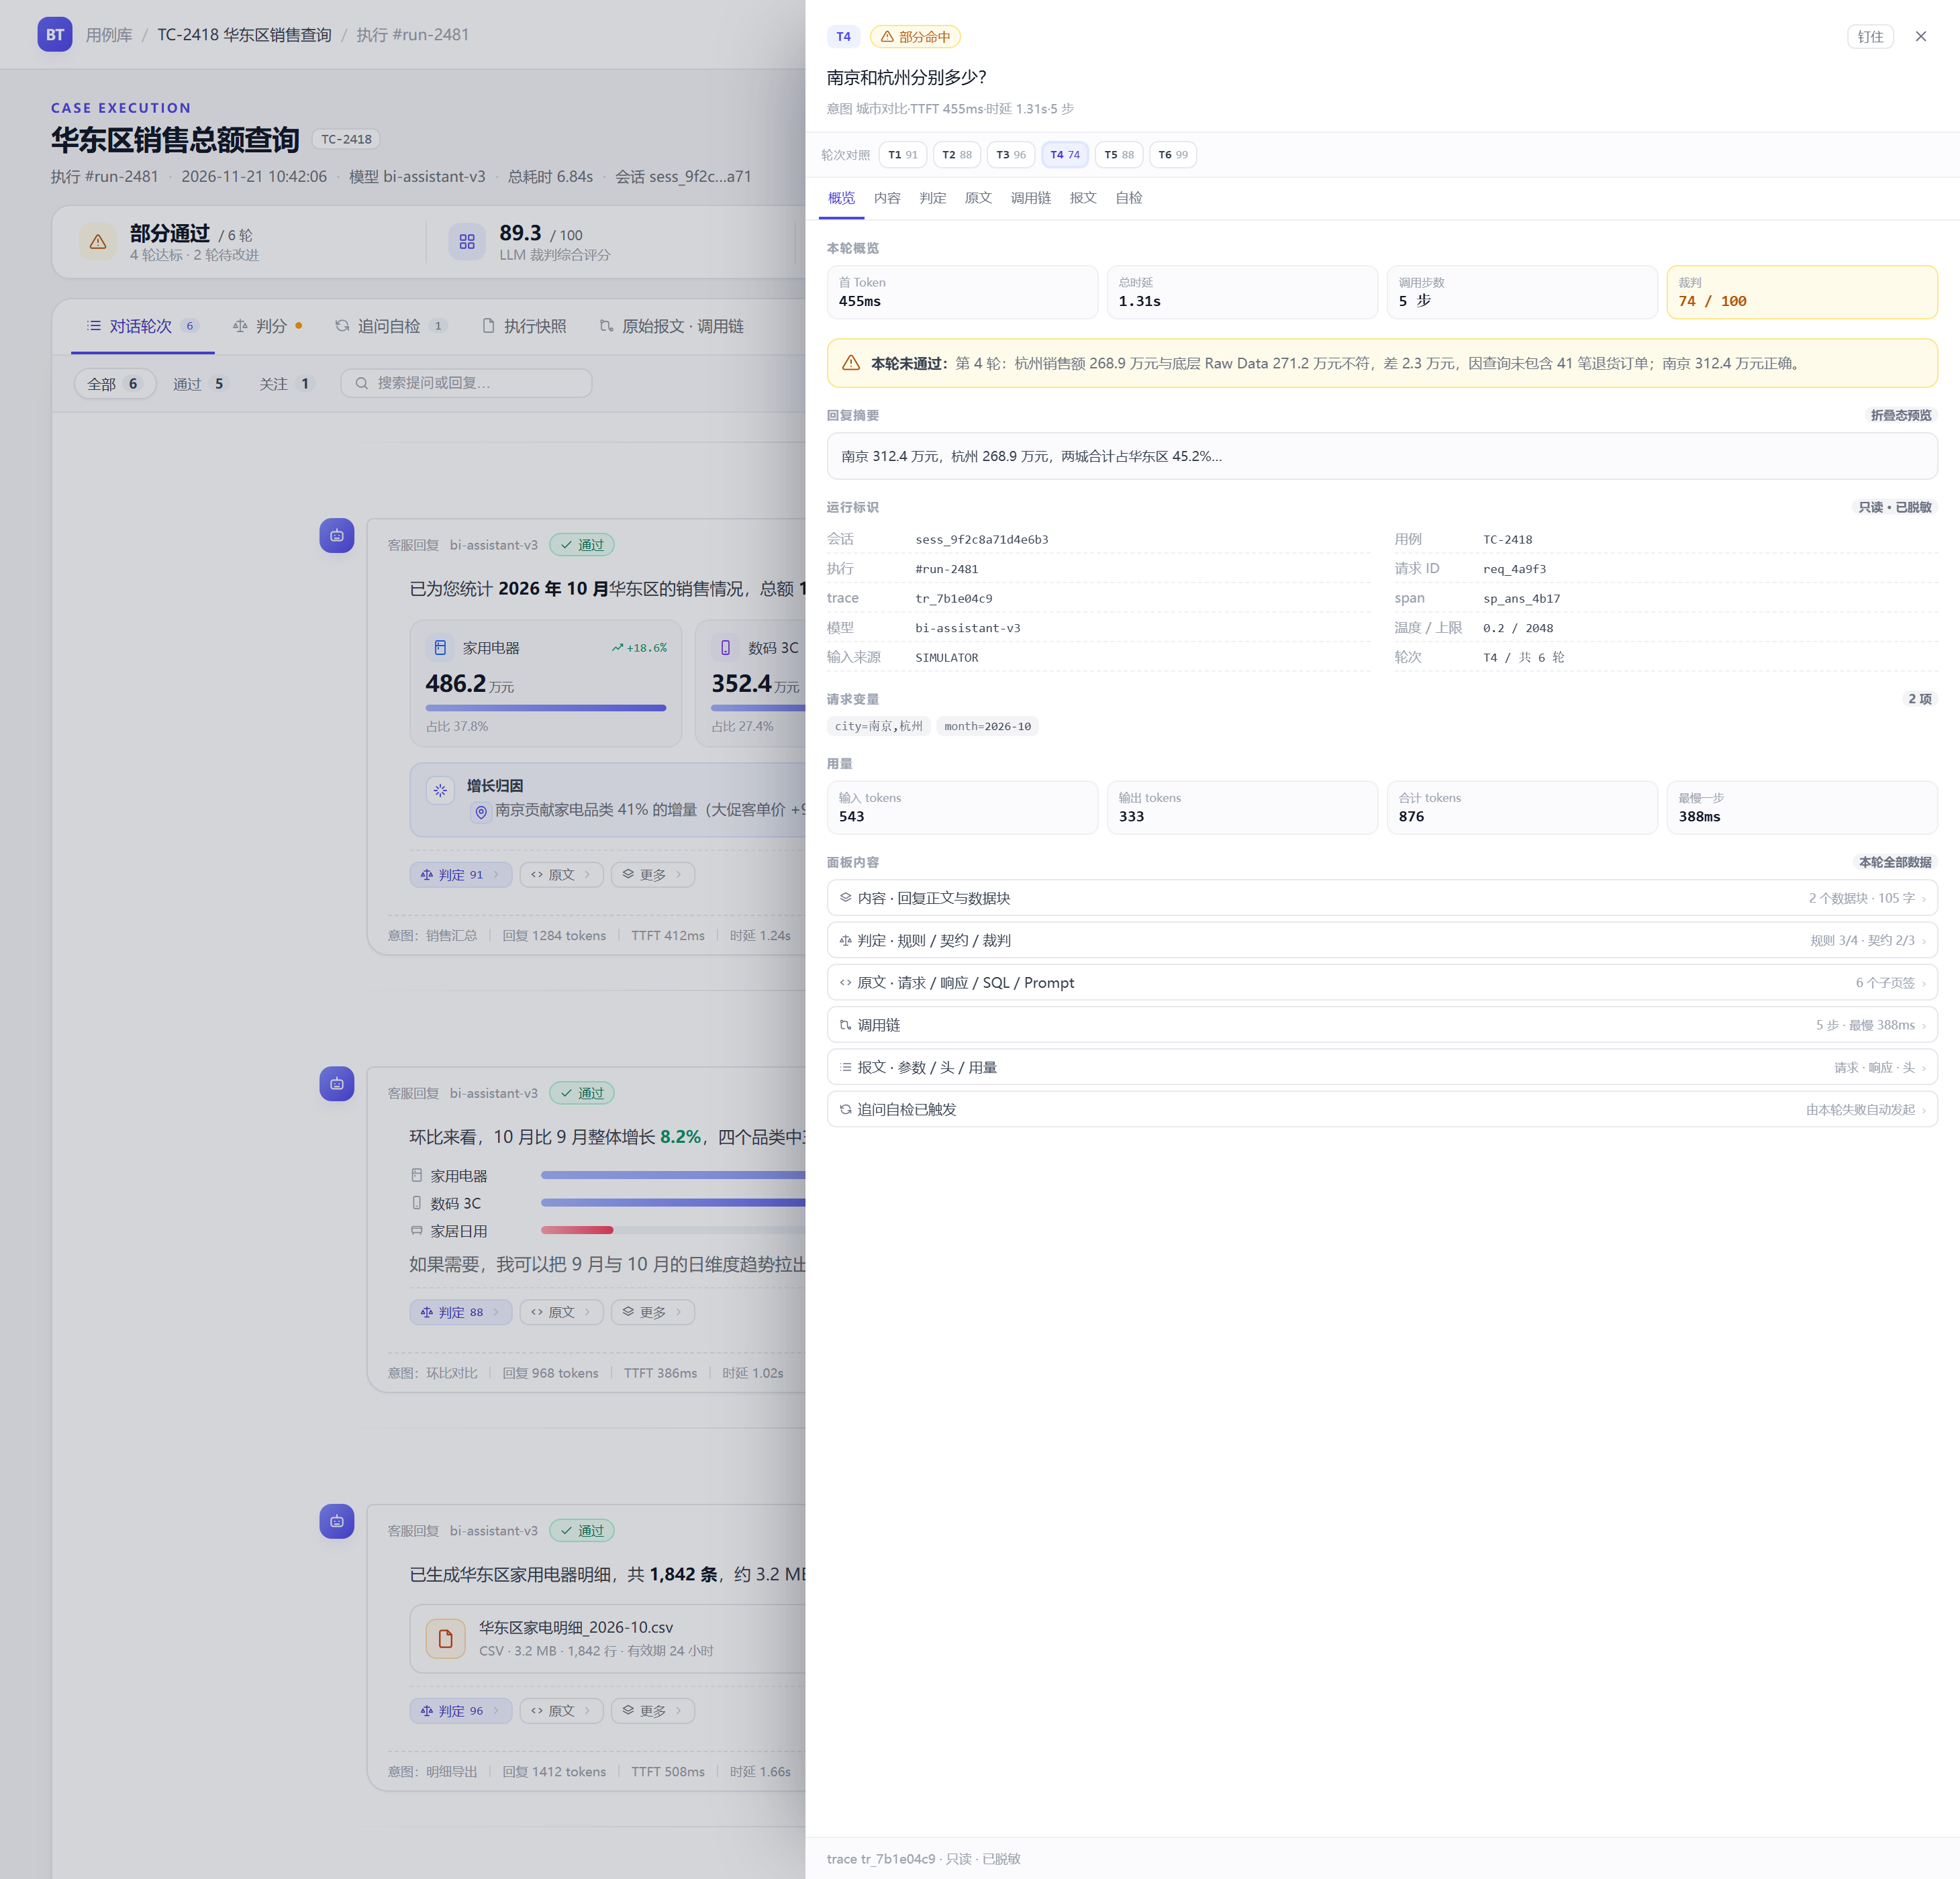 BT 用例库 / TC-2418 华东区销售查询 / 执行 #run-2481
CASE EXECUTION
华东区销售总额查询 TC-2418
执行 #run-2481 · 2026-11-21 10:42:06 · 模型 bi-assistant-v3 · 总耗时 6.84s · 会话 sess_9f2c…a71
部分通过 / 6 轮
4 轮达标 · 2 轮待改进
89.3 / 100
LLM 裁判综合评分
对话轮次 6 判分 追问自检 1 执行快照 原始报文 · 调用链
全部 6 通过 5 关注 1 搜索提问或回复…
客服回复 bi-assistant-v3 通过
已为您统计 2026 年 10 月华东区的销售情况，总额
家用电器 +18.6%
486.2 万元
占比 37.8%
数码 3C
352.4 万元
占比 27.4%
增长归因
南京贡献家电品类 41% 的增量（大促客单价
判定 91 原文 更多
意图：销售汇总 回复 1284 tokens TTFT 412ms 时延 1.24s
客服回复 bi-assistant-v3 通过
环比来看，10 月比 9 月整体增长 8.2%，四个品类中
家用电器
数码 3C
家居日用
如果需要，我可以把 9 月与 10 月的日维度趋势拉出
判定 88 原文 更多
意图：环比对比 回复 968 tokens TTFT 386ms 时延 1.02s
客服回复 bi-assistant-v3 通过
已生成华东区家用电器明细，共 1,842 条，约 3.2 MB
华东区家电明细_2026-10.csv
CSV · 3.2 MB · 1,842 行 · 有效期 24 小时
判定 96 原文 更多
意图：明细导出 回复 1412 tokens TTFT 508ms 时延 1.66s
T4 部分命中 钉住
南京和杭州分别多少？
意图 城市对比·TTFT 455ms·时延 1.31s·5 步
轮次对照 T1 91 T2 88 T3 96 T4 74 T5 88 T6 99
概览 内容 判定 原文 调用链 报文 自检
本轮概览
首 Token
455ms
总时延
1.31s
调用步数
5 步
裁判
74 / 100
本轮未通过：第 4 轮：杭州销售额 268.9 万元与底层 Raw Data 271.2 万元不符，差 2.3 万元，因查询未包含 41 笔退货订单；南京 312.4 万元正确。
回复摘要 折叠态预览
南京 312.4 万元，杭州 268.9 万元，两城合计占华东区 45.2%…
运行标识 只读 · 已脱敏
会话 sess_9f2c8a71d4e6b3 用例 TC-2418
执行 #run-2481 请求 ID req_4a9f3
trace tr_7b1e04c9 span sp_ans_4b17
模型 bi-assistant-v3 温度 / 上限 0.2 / 2048
输入来源 SIMULATOR 轮次 T4 / 共 6 轮
请求变量 2 项
city=南京,杭州 month=2026-10
用量
输入 tokens
543
输出 tokens
333
合计 tokens
876
最慢一步
388ms
面板内容 本轮全部数据
内容 · 回复正文与数据块 2 个数据块 · 105 字
判定 · 规则 / 契约 / 裁判 规则 3/4 · 契约 2/3
原文 · 请求 / 响应 / SQL / Prompt 6 个子页签
调用链 5 步 · 最慢 388ms
报文 · 参数 / 头 / 用量 请求 · 响应 · 头
追问自检已触发 由本轮失败自动发起
trace tr_7b1e04c9 · 只读 · 已脱敏